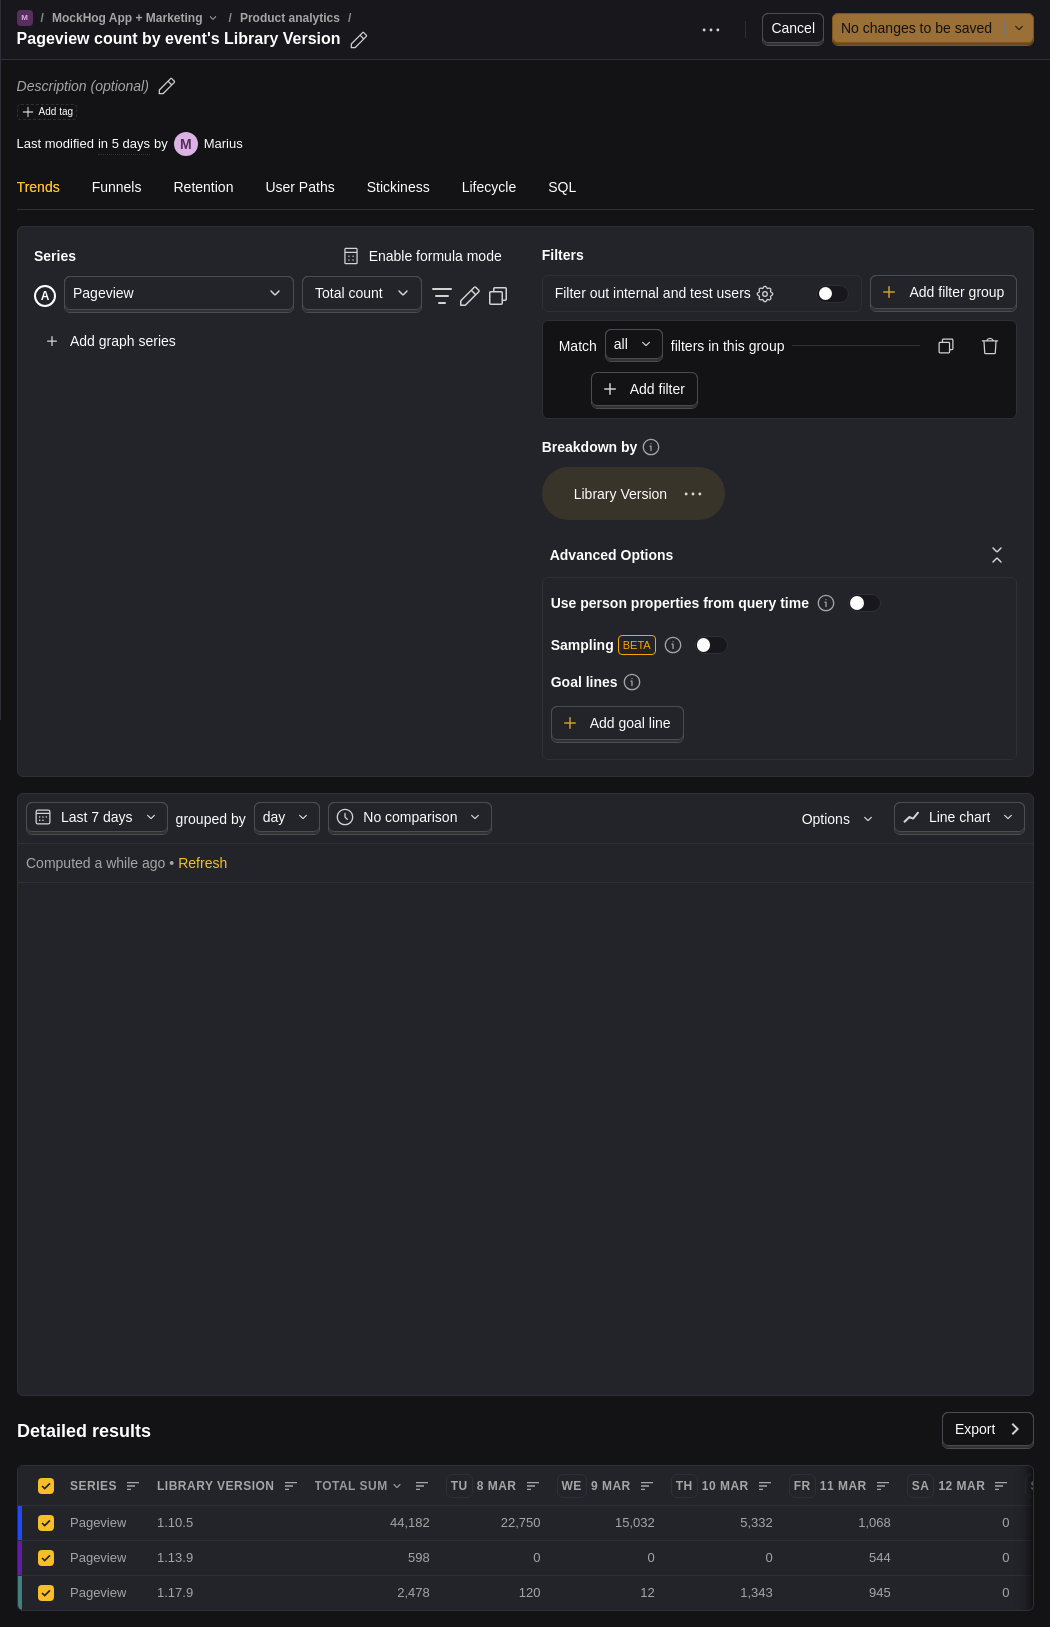 M / MockHog App + Marketing / Product analytics /
Pageview count by event's Library Version
Cancel
No changes to be saved
Description (optional)
Add tag
Last modified in 5 days by M Marius
Trends Funnels Retention User Paths Stickiness Lifecycle SQL
Series
Enable formula mode
A Pageview Total count
Add graph series
Filters
Filter out internal and test users
Add filter group
Match all filters in this group
Add filter
Breakdown by
Library Version
Advanced Options
Use person properties from query time
Sampling BETA
Goal lines
Add goal line
Last 7 days grouped by day No comparison Options Line chart
Computed a while ago • Refresh
Detailed results
Export
SERIES LIBRARY VERSION TOTAL SUM TU 8 MAR WE 9 MAR TH 10 MAR FR 11 MAR SA 12 MAR
Pageview 1.10.5 44,182 22,750 15,032 5,332 1,068 0
Pageview 1.13.9 598 0 0 0 544 0
Pageview 1.17.9 2,478 120 12 1,343 945 0